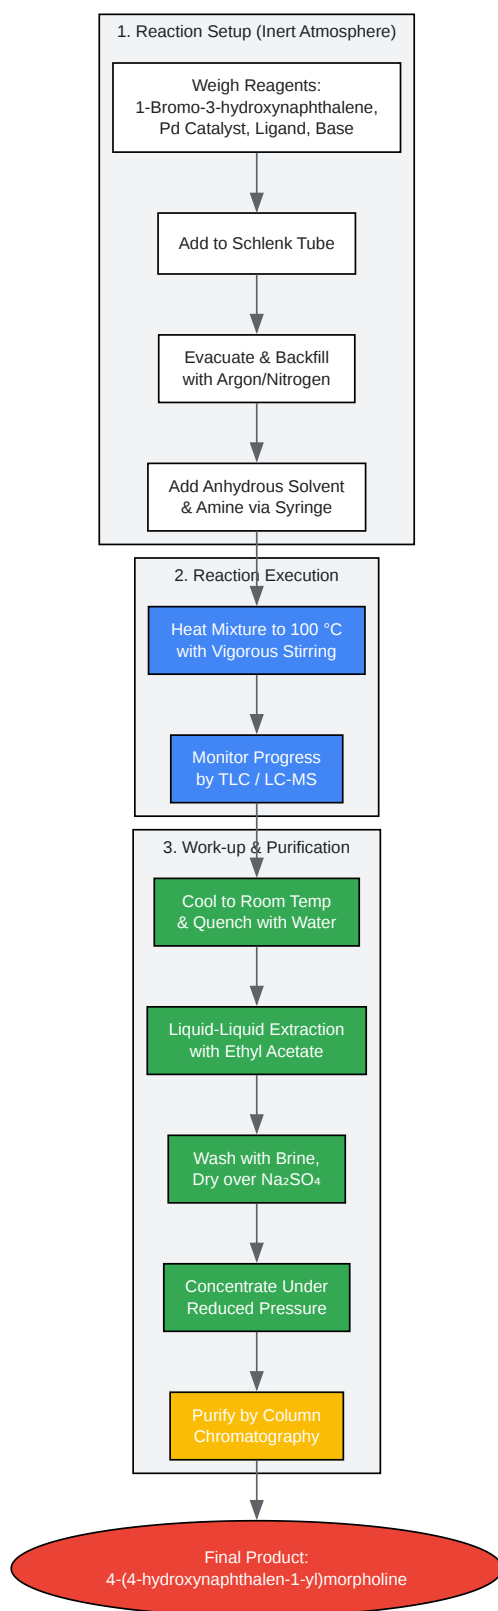 1. Reaction Setup (Inert Atmosphere)
Weigh Reagents:
1-Bromo-3-hydroxynaphthalene,
Pd Catalyst, Ligand, Base
Add to Schlenk Tube
Evacuate & Backfill
with Argon/Nitrogen
Add Anhydrous Solvent
& Amine via Syringe
2. Reaction Execution
Heat Mixture to 100 °C
with Vigorous Stirring
Monitor Progress
by TLC / LC-MS
3. Work-up & Purification
Cool to Room Temp
& Quench with Water
Liquid-Liquid Extraction
with Ethyl Acetate
Wash with Brine,
Dry over Na₂SO₄
Concentrate Under
Reduced Pressure
Purify by Column
Chromatography
Final Product:
4-(4-hydroxynaphthalen-1-yl)morpholine